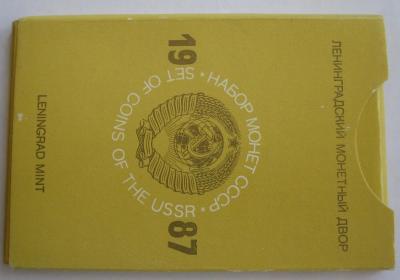 ЛЕНИНГРАДСКИЙ МОНЕТНЫЙ ДВОР
19 87
НАБОР МОНЕТ СССР •
SET OF COINS OF THE USSR •
LENINGRAD MINT